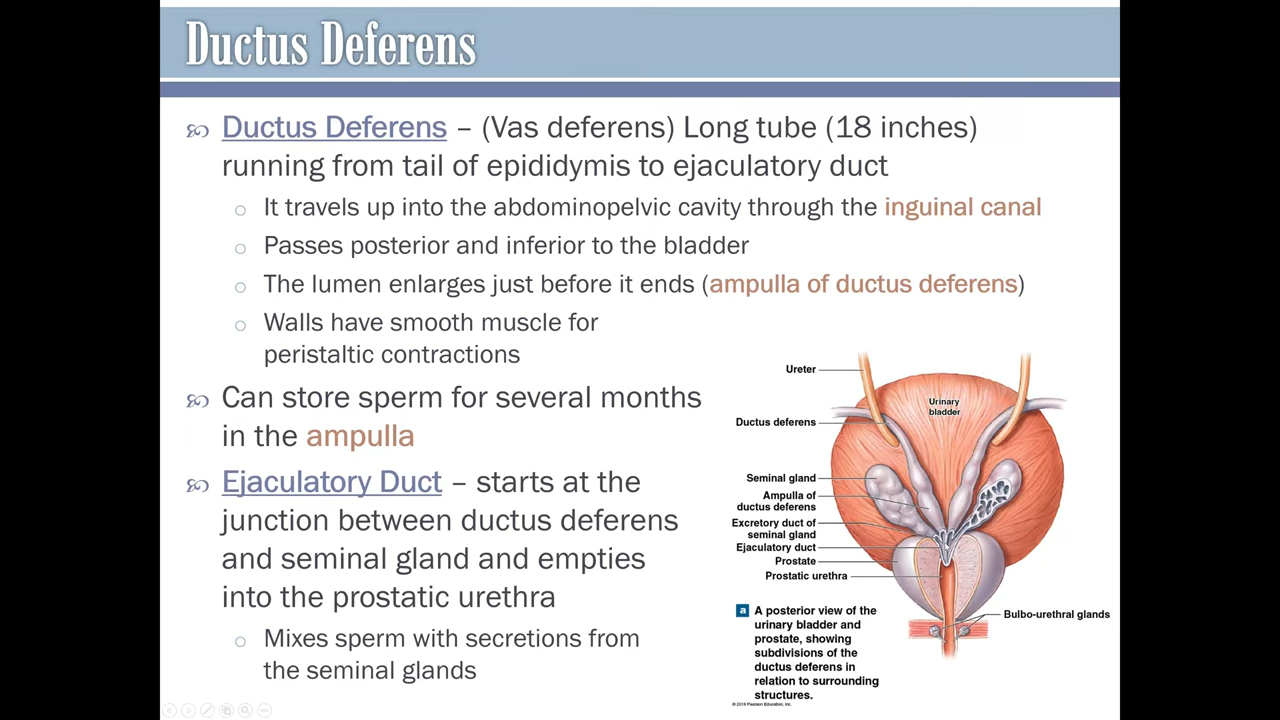 Ductus Deferens
Ductus Deferens – (Vas deferens) Long tube (18 inches)
running from tail of epididymis to ejaculatory duct
It travels up into the abdominopelvic cavity through the inguinal canal
Passes posterior and inferior to the bladder
The lumen enlarges just before it ends (ampulla of ductus deferens)
Walls have smooth muscle for
peristaltic contractions
Can store sperm for several months
in the ampulla
Ejaculatory Duct – starts at the
junction between ductus deferens
and seminal gland and empties
into the prostatic urethra
Mixes sperm with secretions from
the seminal glands
Ureter
Urinary
bladder
Ductus deferens
Seminal gland
Ampulla of
ductus deferens
Excretory duct of
seminal gland
Ejaculatory duct
Prostate
Prostatic urethra
Bulbo-urethral glands
a A posterior view of the
urinary bladder and
prostate, showing
subdivisions of the
ductus deferens in
relation to surrounding
structures.
© 2018 Pearson Education, Inc.